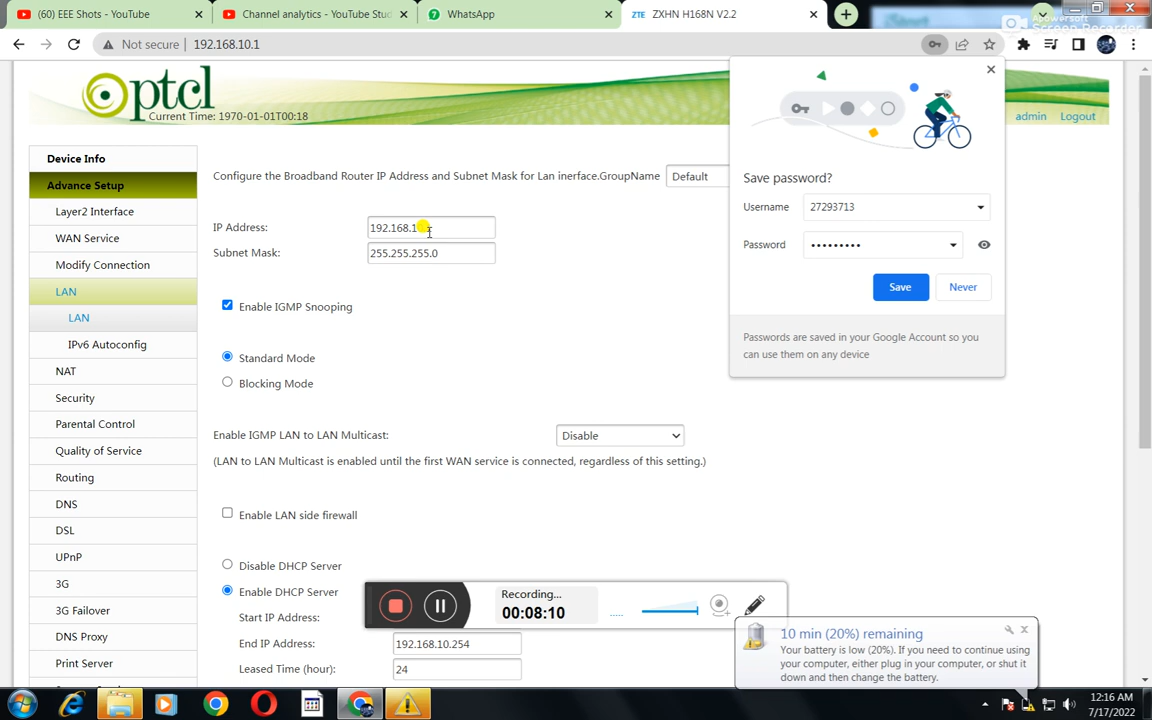 (60) EEE Shots - YouTube
Channel analytics - YouTube Stud
WhatsApp
ZTE ZXHN H168N V2.2
Apowersoft
Screen Recorder
Not secure | 192.168.10.1
ptcl
Current Time: 1970-01-01T00:18
admin Logout
Device Info
Advance Setup
Layer2 Interface
WAN Service
Modify Connection
LAN
LAN
IPv6 Autoconfig
NAT
Security
Parental Control
Quality of Service
Routing
DNS
DSL
UPnP
3G
3G Failover
DNS Proxy
Print Server
Configure the Broadband Router IP Address and Subnet Mask for Lan inerface.GroupName Default
IP Address: 192.168.1
Subnet Mask: 255.255.255.0
Enable IGMP Snooping
Standard Mode
Blocking Mode
Enable IGMP LAN to LAN Multicast: Disable
(LAN to LAN Multicast is enabled until the first WAN service is connected, regardless of this setting.)
Enable LAN side firewall
Disable DHCP Server
Enable DHCP Server
Start IP Address:
End IP Address: 192.168.10.254
Leased Time (hour): 24
Save password?
Username 27293713
Password •••••••••
Save Never
Passwords are saved in your Google Account so you
can use them on any device
Recording...
00:08:10
10 min (20%) remaining
Your battery is low (20%). If you need to continue using
your computer, either plug in your computer, or shut it
down and then change the battery.
12:16 AM
7/17/2022